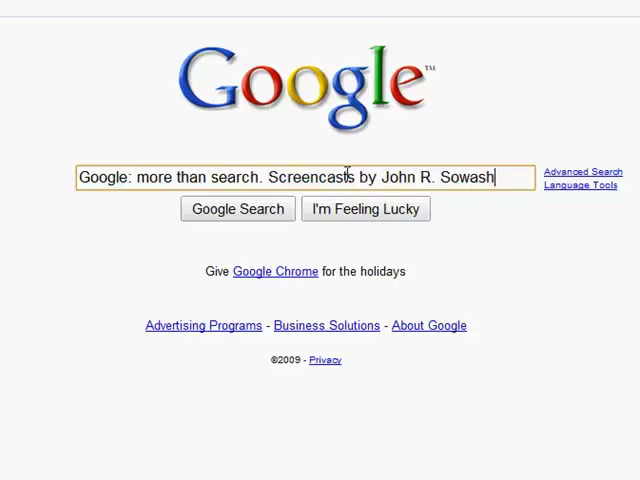 Google™
Google: more than search. Screencasts by John R. Sowash
Advanced Search
Language Tools
Google Search
I'm Feeling Lucky
Give Google Chrome for the holidays
Advertising Programs - Business Solutions - About Google
©2009 - Privacy